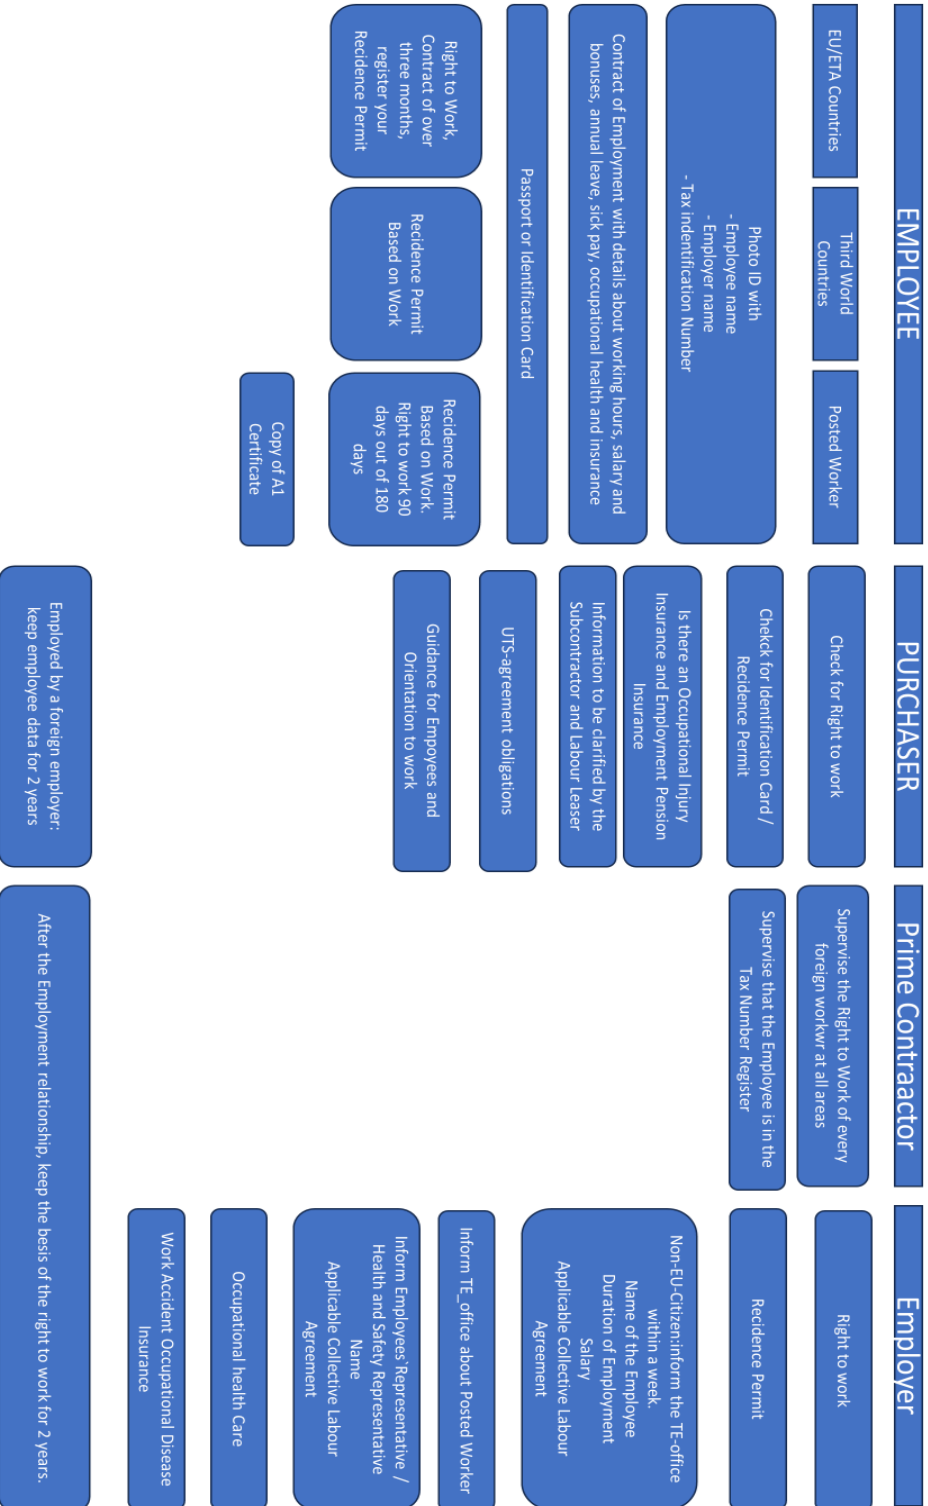 EMPLOYEE
EU/ETA Countries
Third World
Countries
Posted Worker
Photo ID with
- Employee name
- Employer name
- Tax indentification Number
Contract of Employment with details about working hours, salary and
bonuses, annual leave, sick pay, occupational health and insurance
Passport or Identification Card
Right to Work,
Contract of over
three months,
register your
Recidence Permit
Recidence Permit
Based on Work
Recidence Permit
Based on Work.
Right to work 90
days out of 180
days
Copy of A1
Certificate
PURCHASER
Check for Right to work
Chekck for Identification Card /
Recidence Permit
Is there an Occupational Injury
Insurance and Employment Pension
Insurance
Information to be clarified by the
Subcontractor and Labour Leaser
UTS-agreement obligations
Guidance for Empoyees and
Orientation to work
Employed by a foreign employer:
keep employee data for 2 years
Prime Contraactor
Supervise the Right to Work of every
foreign workwr at all areas
Supervise that the Employee is in the
Tax Number Register
Employer
Right to work
Recidence Permit
Non-EU-Citizen:inform the TE-office
within a week.
Name of the Employee
Duration of Employment
Salary
Applicable Collective Labour
Agreement
Inform TE_office about Posted Worker
Inform Employees`Representative /
Health and Safety Representative
Name
Applicable Collective Labour
Agreement
Occupational health Care
Work Accident Occupational Disease
Insurance
After the Employment relationship, keep the besis of the right to work for 2 years.